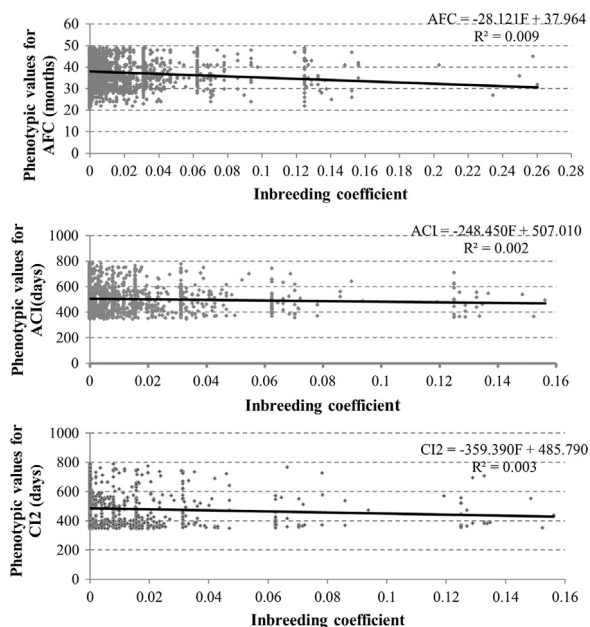 AFC = -28.121F + 37.964
R² = 0.009
Phenotypic values for
AFC (months)
60
50
40
30
20
10
0
0 0.02 0.04 0.06 0.08 0.1 0.12 0.14 0.16 0.18 0.2 0.22 0.24 0.26 0.28
Inbreeding coefficient
ACI = -248.450F + 507.010
R² = 0.002
Phenotypic values for
ACI(days)
1000
800
600
400
200
0
0 0.02 0.04 0.06 0.08 0.1 0.12 0.14 0.16
Inbreeding coefficient
CI2 = -359.390F + 485.790
R² = 0.003
Phenotypic values for
CI2 (days)
1000
800
600
400
200
0
0 0.02 0.04 0.06 0.08 0.1 0.12 0.14 0.16
Inbreeding coefficient